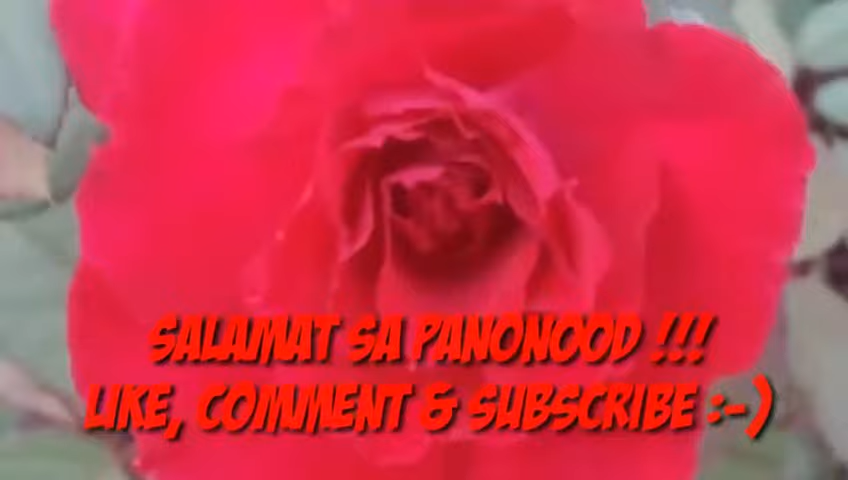 SALAMAT SA PANONOOD !!!
LIKE, COMMENT & SUBSCRIBE :-)